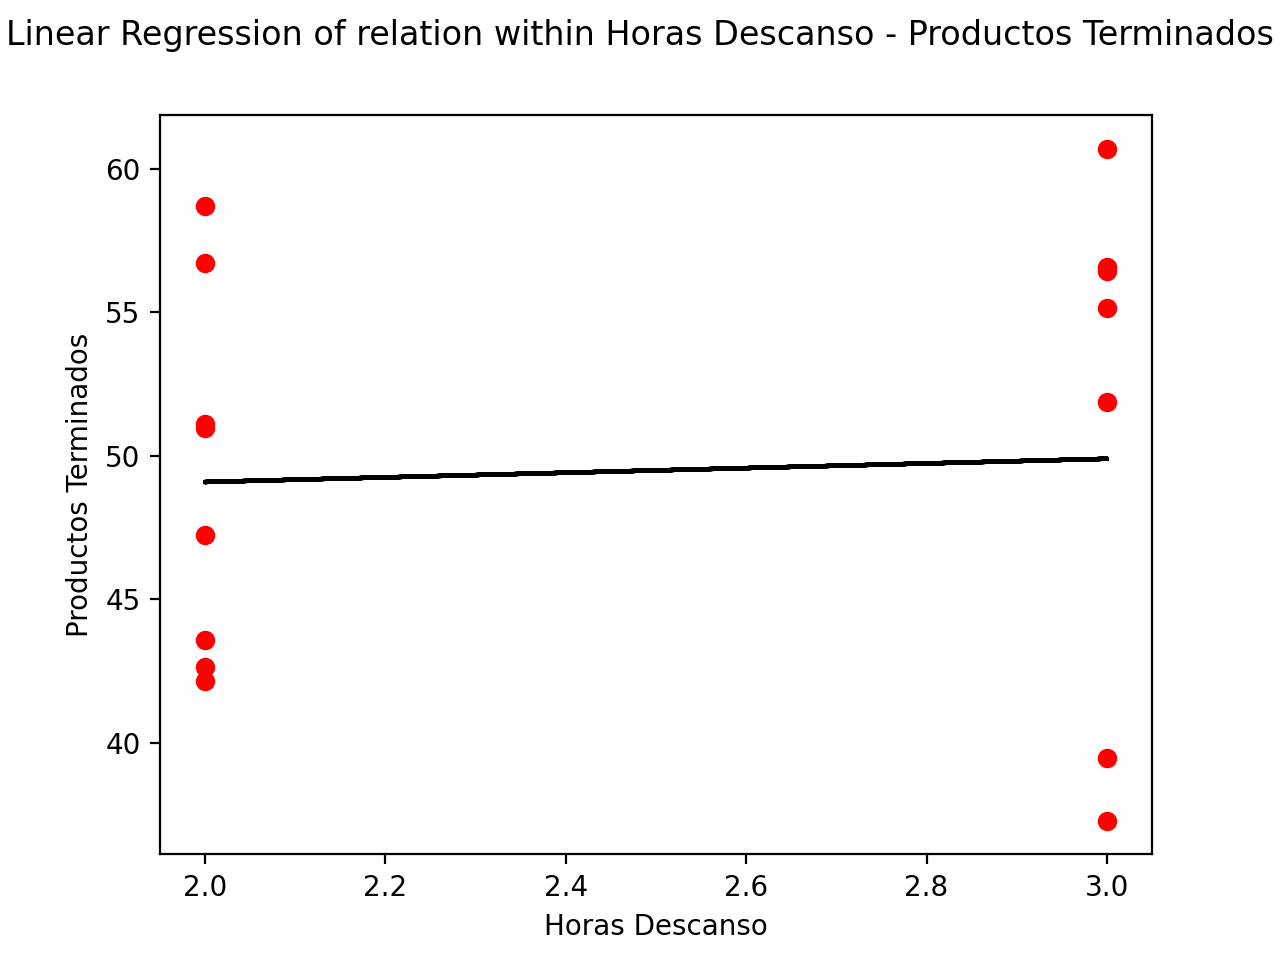 Linear Regression of relation within Horas Descanso - Productos Terminados
60
55
50
45
40
Productos Terminados
2.0 2.2 2.4 2.6 2.8 3.0
Horas Descanso